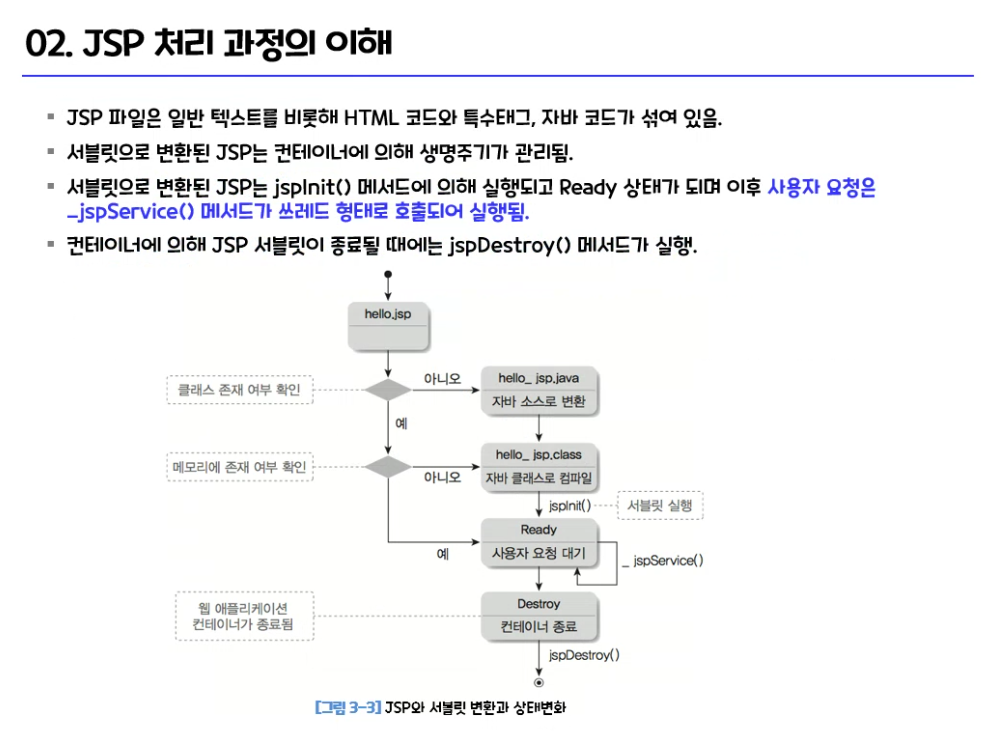 02. JSP 처리 과정의 이해
▪ JSP 파일은 일반 텍스트를 비롯해 HTML 코드와 특수태그, 자바 코드가 섞여 있음.
▪ 서블릿으로 변환된 JSP는 컨테이너에 의해 생명주기가 관리됨.
▪ 서블릿으로 변환된 JSP는 jspInit() 메서드에 의해 실행되고 Ready 상태가 되며 이후 사용자 요청은
_jspService() 메서드가 쓰레드 형태로 호출되어 실행됨.
▪ 컨테이너에 의해 JSP 서블릿이 종료될 때에는 jspDestroy() 메서드가 실행.
hello.jsp
클래스 존재 여부 확인
아니오
hello_ jsp.java
자바 소스로 변환
예
메모리에 존재 여부 확인
아니오
hello_ jsp.class
자바 클래스로 컴파일
jspInit()
서블릿 실행
예
Ready
사용자 요청 대기
_ jspService()
웹 애플리케이션
컨테이너가 종료됨
Destroy
컨테이너 종료
jspDestroy()
[그림 3-3] JSP와 서블릿 변환과 상태변화